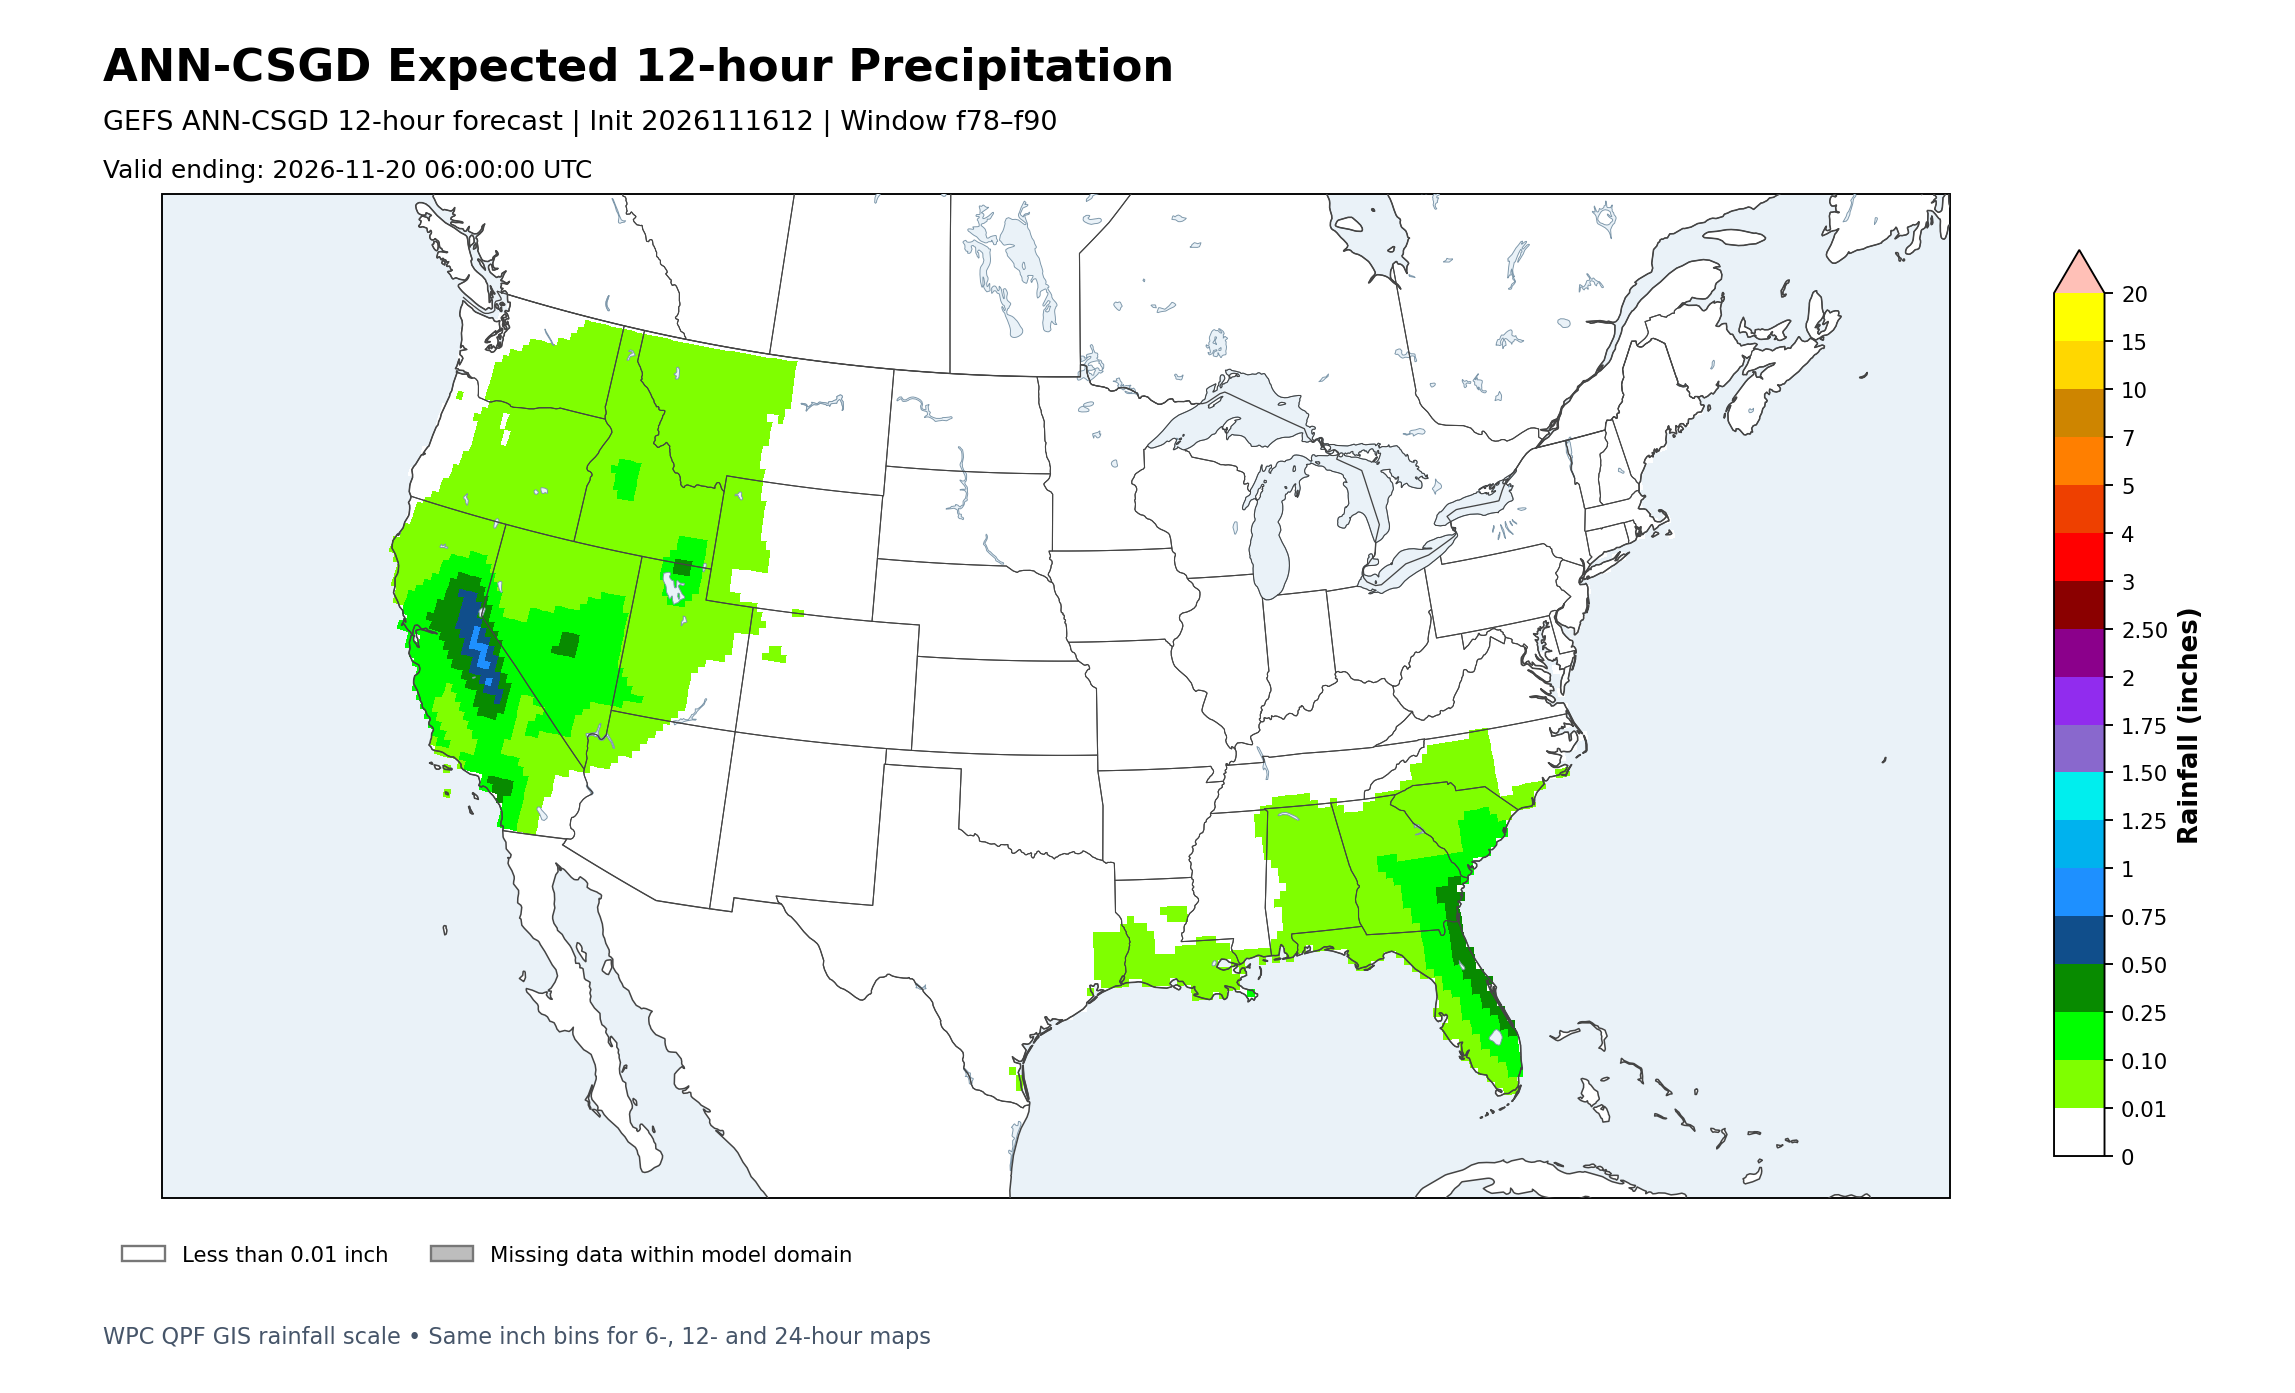 ANN-CSGD Expected 12-hour Precipitation
GEFS ANN-CSGD 12-hour forecast | Init 2026111612 | Window f78–f90
Valid ending: 2026-11-20 06:00:00 UTC
20
15
10
7
5
4
3
2.50
2
1.75
1.50
1.25
1
0.75
0.50
0.25
0.10
0.01
0
Rainfall (inches)
Less than 0.01 inch
Missing data within model domain
WPC QPF GIS rainfall scale • Same inch bins for 6-, 12- and 24-hour maps